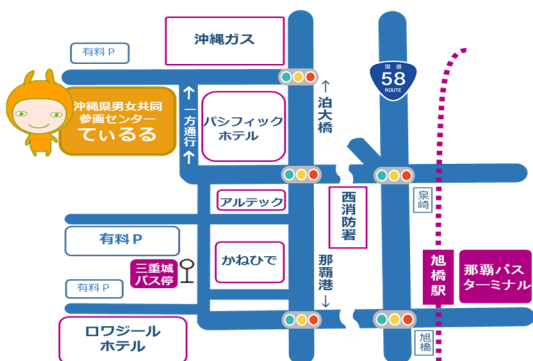 沖縄ガス
有料P
国道
58
ROUTE
沖縄県男女共同
参画センター
ているる
↑一方通行↑
パシフィック
ホテル
↑泊大橋
アルテック
西消防署
泉崎
有料P
三重城
バス停
かねひで
那覇港↓
旭橋駅
那覇バス
ターミナル
有料P
ロワジール
ホテル
旭橋